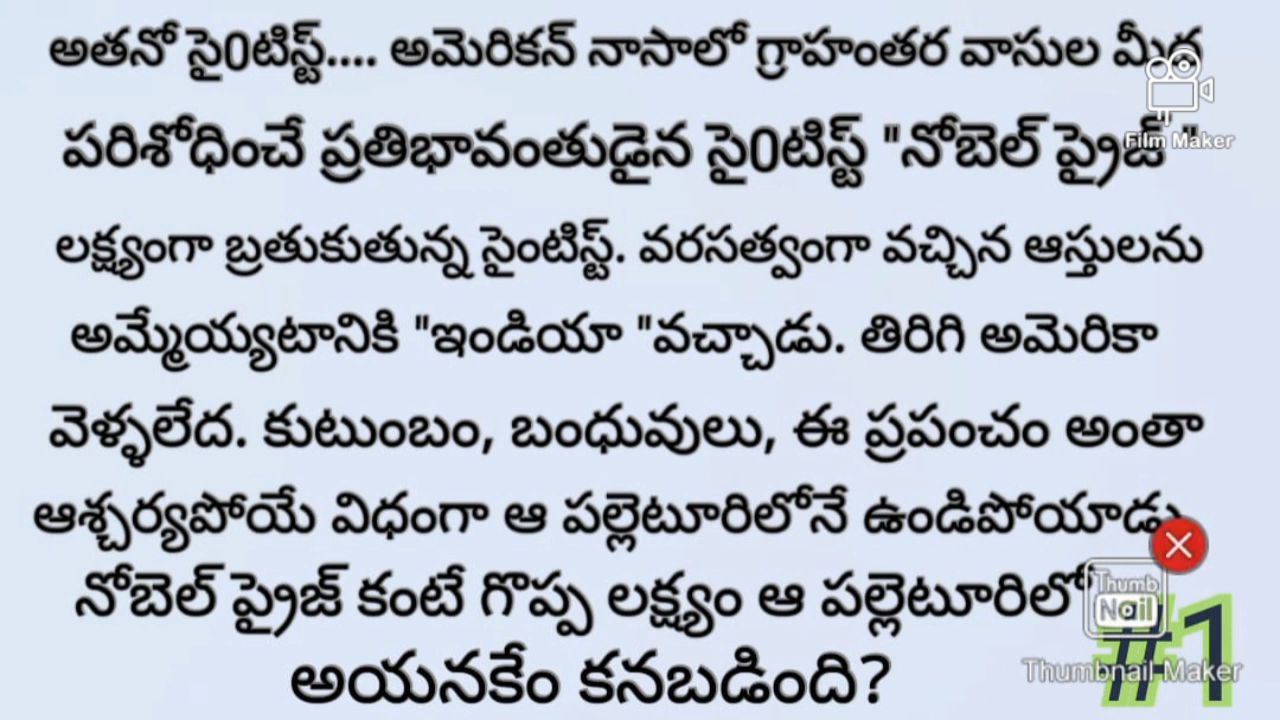 అతనో సై0టిస్ట్.... అమెరికన్ నాసాలో గ్రాహంతర వాసుల మీద
పరిశోధించే ప్రతిభావంతుడైన సై0టిస్ట్ "నోబెల్ ప్రైజ్"
Film Maker
లక్ష్యంగా బ్రతుకుతున్న సైంటిస్ట్. వరసత్వంగా వచ్చిన ఆస్తులను
అమ్మేయ్యటానికి "ఇండియా "వచ్చాడు. తిరిగి అమెరికా
వెళ్ళలేద. కుటుంబం, బంధువులు, ఈ ప్రపంచం అంతా
ఆశ్చర్యపోయే విధంగా ఆ పల్లెటూరిలోనే ఉండిపోయాడు
నోబెల్ ప్రైజ్ కంటే గొప్ప లక్ష్యం ఆ పల్లెటూరిలో
Thumb
Nail
#1
అయనకేం కనబడింది?
Thumbnail Maker